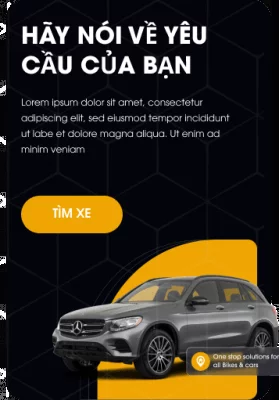 HÃY NÓI VỀ YÊU
CẦU CỦA BẠN
Lorem ipsum dolor sit amet, consectetur
adipiscing elit, sed eiusmod tempor incididunt
ut labe et dolore magna aliqua. Ut enim ad
minim veniam
TÌM XE
One stop solutions for
all Bikes & cars